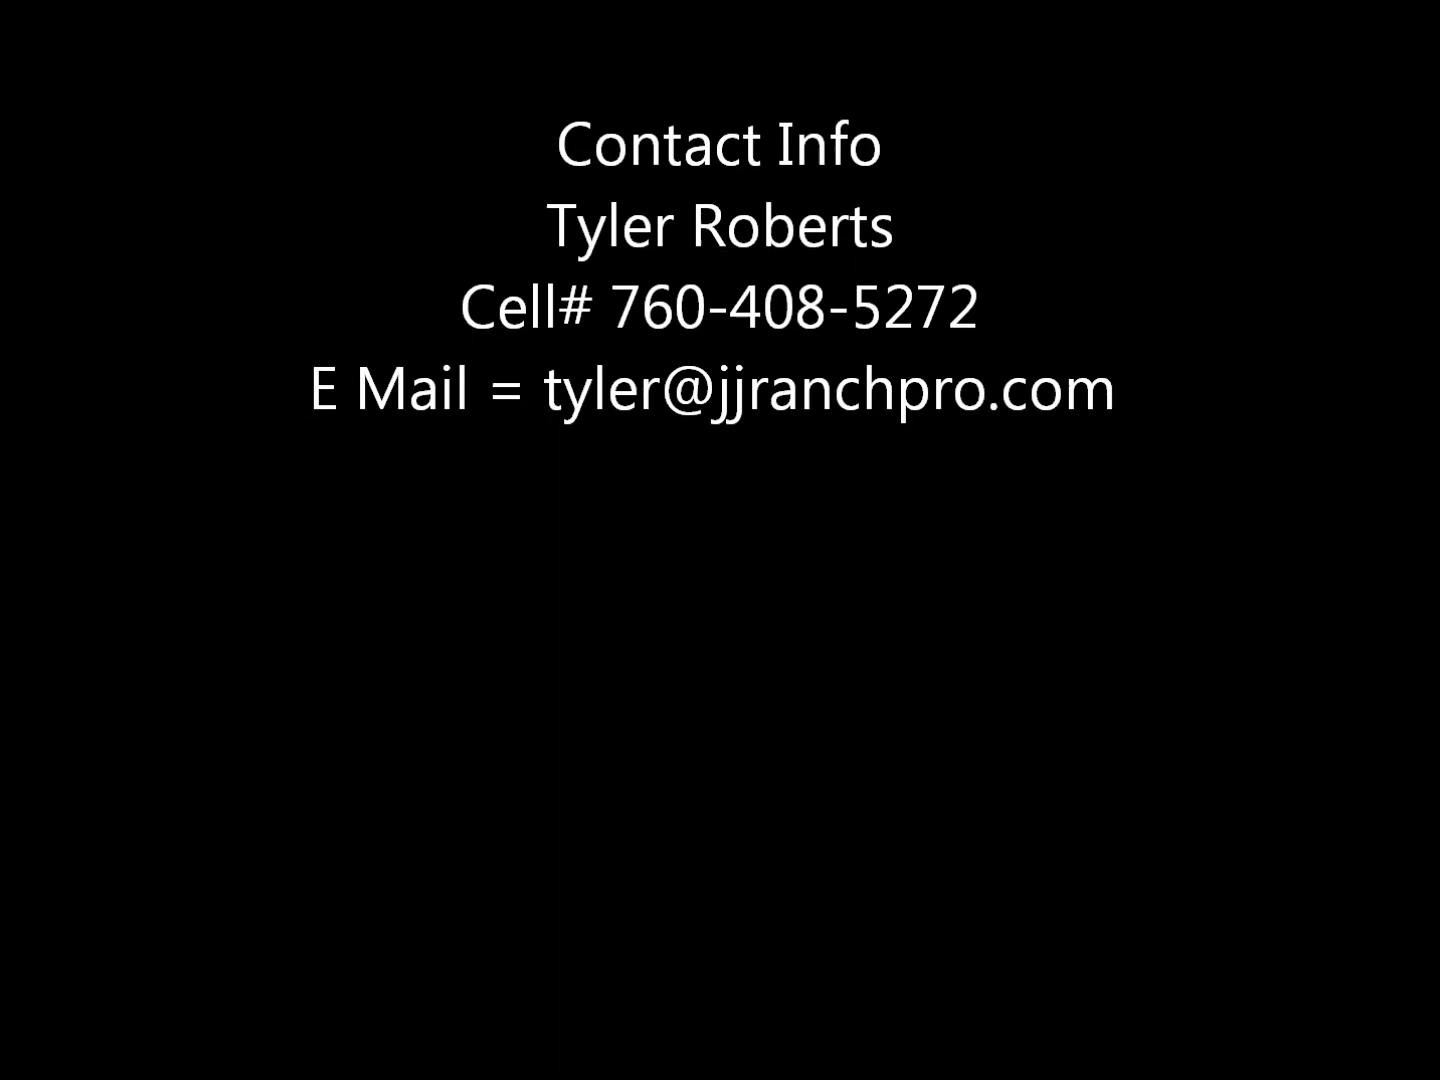 Contact Info
Tyler Roberts
Cell# 760-408-5272
E Mail = tyler@jjranchpro.com